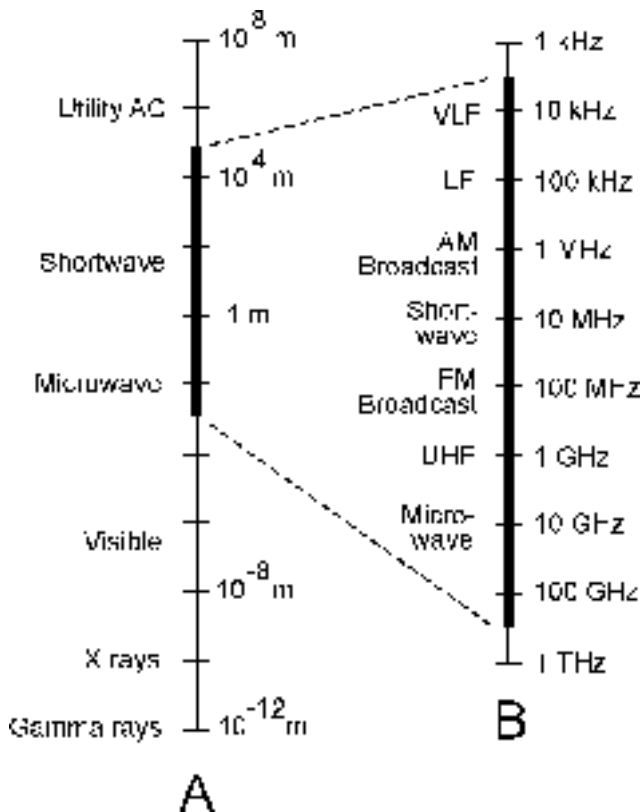 10^8 m
Utility AC
10^4 m
Shortwave
1 m
Microwave
Visible
10^-8 m
X rays
Gamma rays
10^-12 m
A
1 kHz
VLF
10 kHz
LF
100 kHz
AM
Broadcast
1 MHz
Short-
wave
10 MHz
FM
Broadcast
100 MHz
UHF
1 GHz
Micro-
wave
10 GHz
100 GHz
1 THz
B